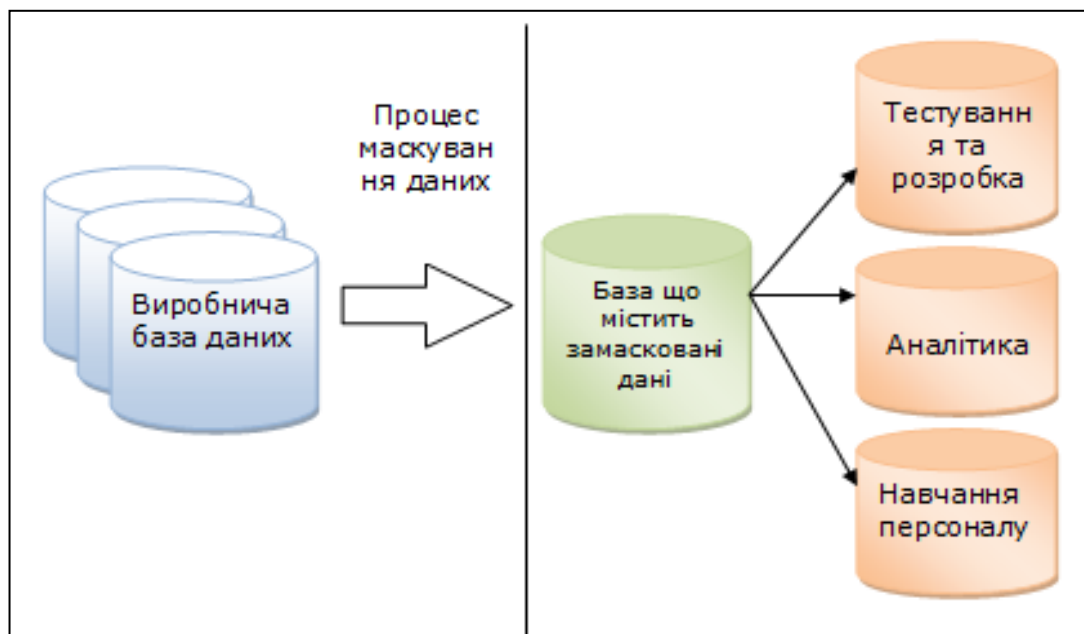 Процес
маскуван
ня даних
Виробнича
база даних
База що
містить
замасковані
дані
Тестуванн
я та
розробка
Аналітика
Навчання
персоналу